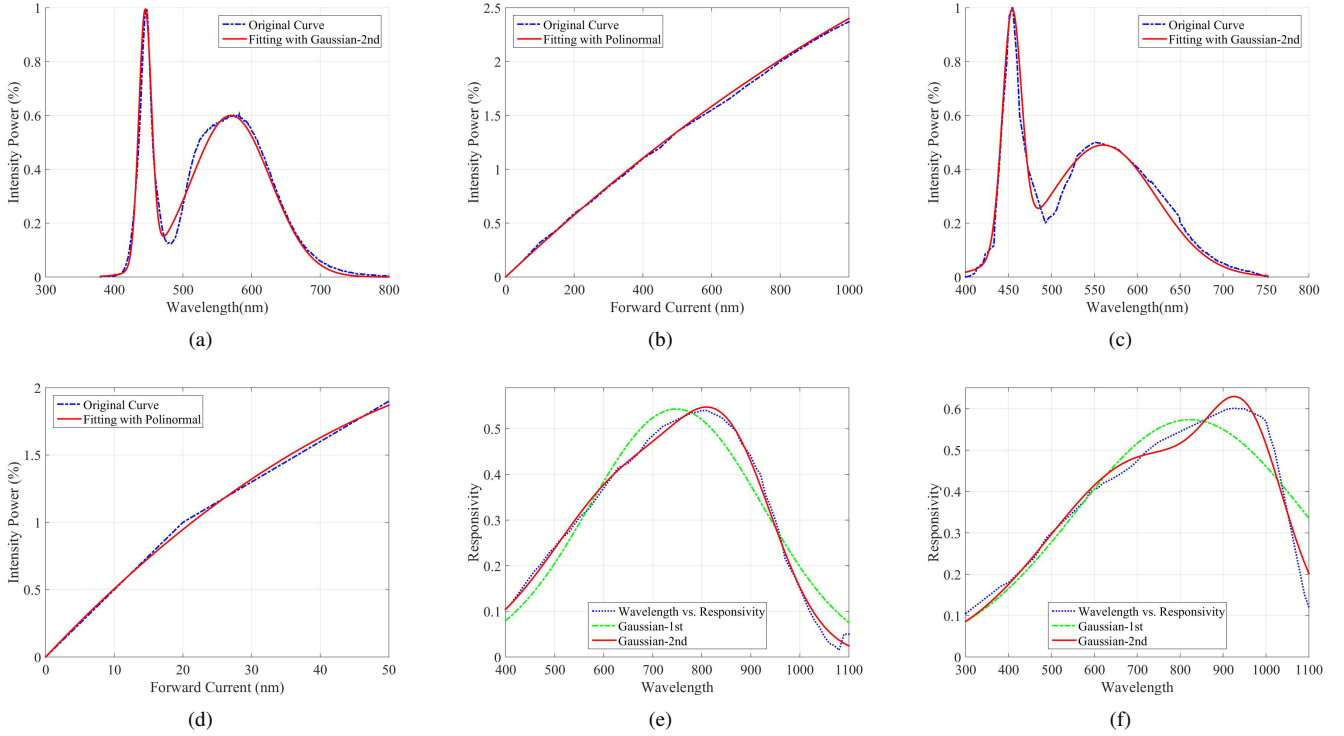 Intensity Power (%)
1
0.8
0.6
0.4
0.2
0
300 400 500 600 700 800
Wavelength(nm)
Original Curve
Fitting with Gaussian-2nd
(a)
Intensity Power (%)
2.5
2
1.5
1
0.5
0
0 200 400 600 800 1000
Forward Current (nm)
Original Curve
Fitting with Polinormal
(b)
Intensity Power (%)
1
0.8
0.6
0.4
0.2
0
400 450 500 550 600 650 700 750 800
Wavelength(nm)
Original Curve
Fitting with Gaussian-2nd
(c)
Intensity Power (%)
2
1.5
1
0.5
0
0 10 20 30 40 50
Forward Current (nm)
Original Curve
Fitting with Polinormal
(d)
Responsivity
0.5
0.4
0.3
0.2
0.1
0
400 500 600 700 800 900 1000 1100
Wavelength
Wavelength vs. Responsivity
Gaussian-1st
Gaussian-2nd
(e)
Responsivity
0.6
0.5
0.4
0.3
0.2
0.1
0
300 400 500 600 700 800 900 1000 1100
Wavelength
Wavelength vs. Responsivity
Gaussian-1st
Gaussian-2nd
(f)